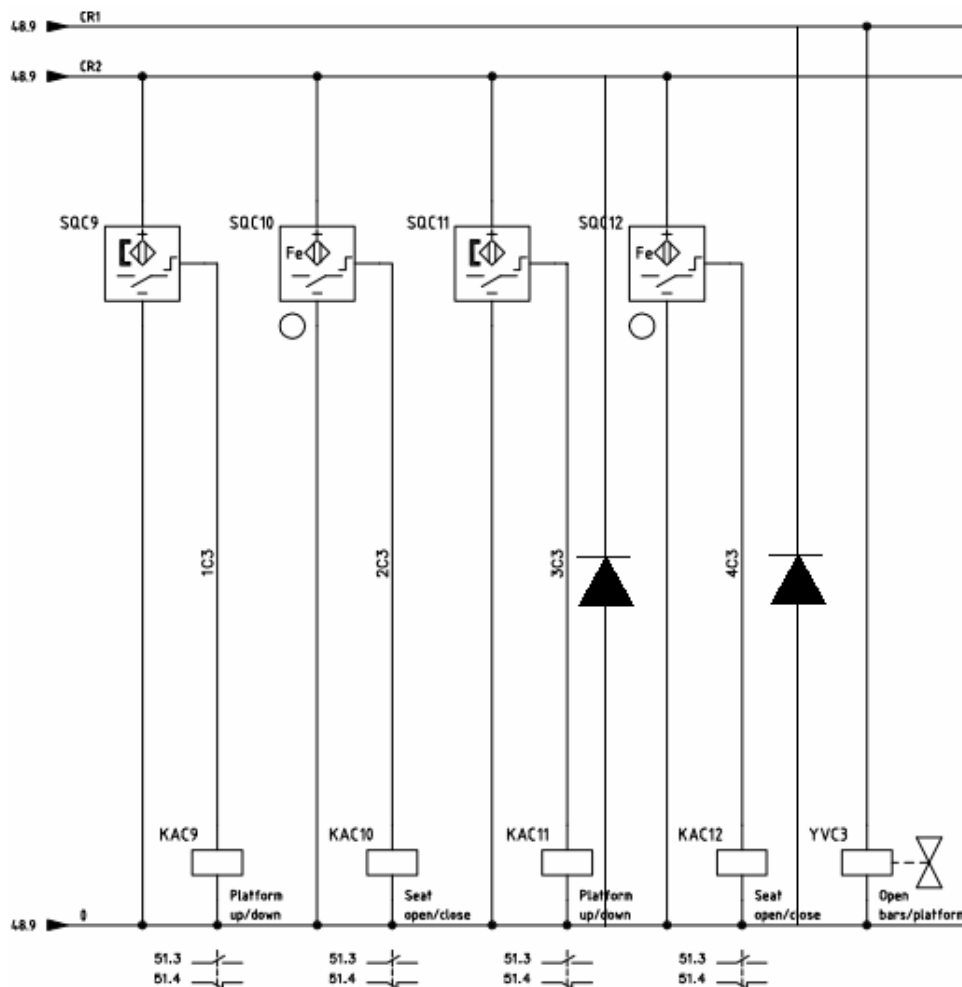 48.9 CR1
48.9 CR2
SQC9 SQC10 SQC11 SQC12
Fe Fe
1C3 2C3 3C3 4C3
KAC9 KAC10 KAC11 KAC12 YVC3
Platform Seat Platform Seat Open
up/down open/close up/down open/close bars/platform
48.9 0
51.3 51.3 51.3 51.3
51.4 51.4 51.4 51.4